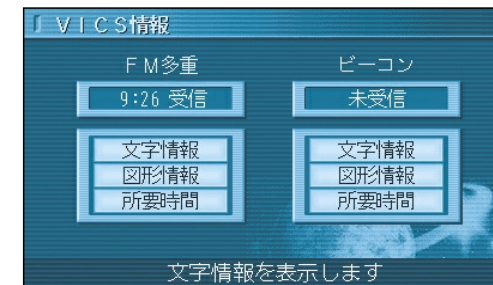 VICS情報
FM多重
ビーコン
9:26 受信
未受信
文字情報
図形情報
所要時間
文字情報
図形情報
所要時間
文字情報を表示します